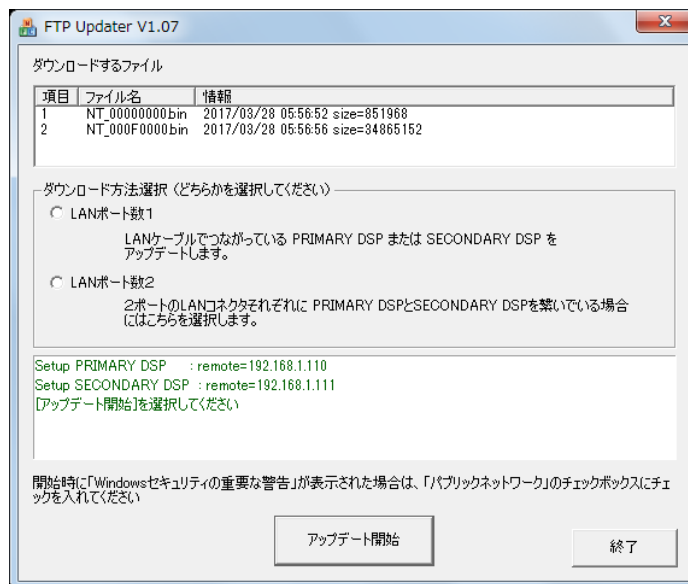 FTP Updater V1.07
ダウンロードするファイル
項目 ファイル名 情報
1 NT_00000000.bin 2017/03/28 05:56:52 size=851968
2 NT_000F0000.bin 2017/03/28 05:56:56 size=34865152
ダウンロード方法選択（どちらかを選択してください）
LANポート数1
LANケーブルでつながっている PRIMARY DSP または SECONDARY DSP を
アップデートします。
LANポート数2
2ポートのLANコネクタそれぞれに PRIMARY DSPとSECONDARY DSPを繋いでいる場合
にはこちらを選択します。
Setup PRIMARY DSP : remote=192.168.1.110
Setup SECONDARY DSP : remote=192.168.1.111
[アップデート開始]を選択してください
開始時に「Windowsセキュリティの重要な警告」が表示された場合は、「パブリックネットワーク」のチェックボックスにチェ
ックを入れてください
アップデート開始
終了